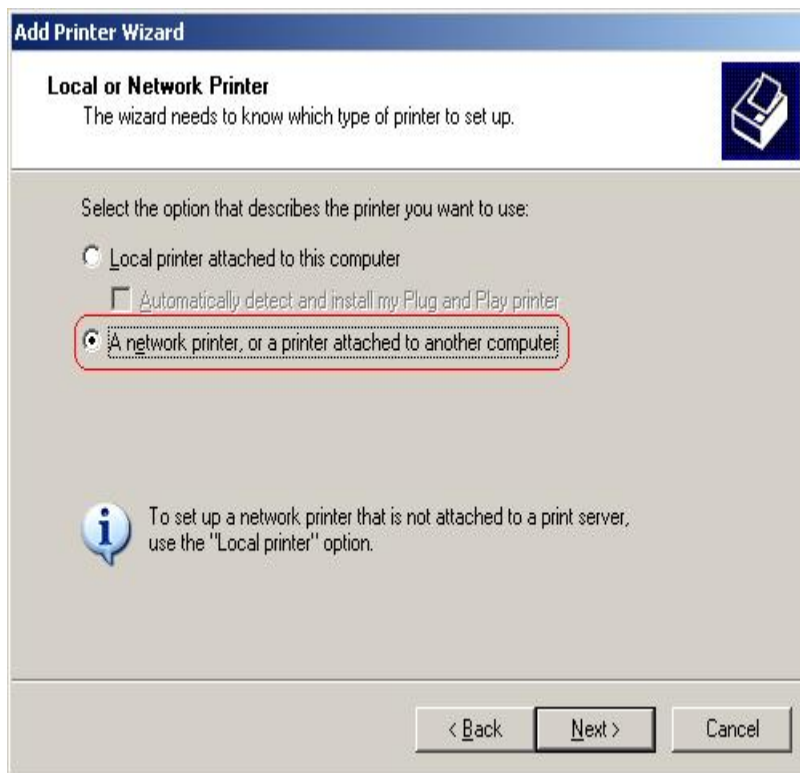 Add Printer Wizard
Local or Network Printer
The wizard needs to know which type of printer to set up.
Select the option that describes the printer you want to use:
Local printer attached to this computer
Automatically detect and install my Plug and Play printer
A network printer, or a printer attached to another computer
To set up a network printer that is not attached to a print server,
use the "Local printer" option.
< Back
Next >
Cancel